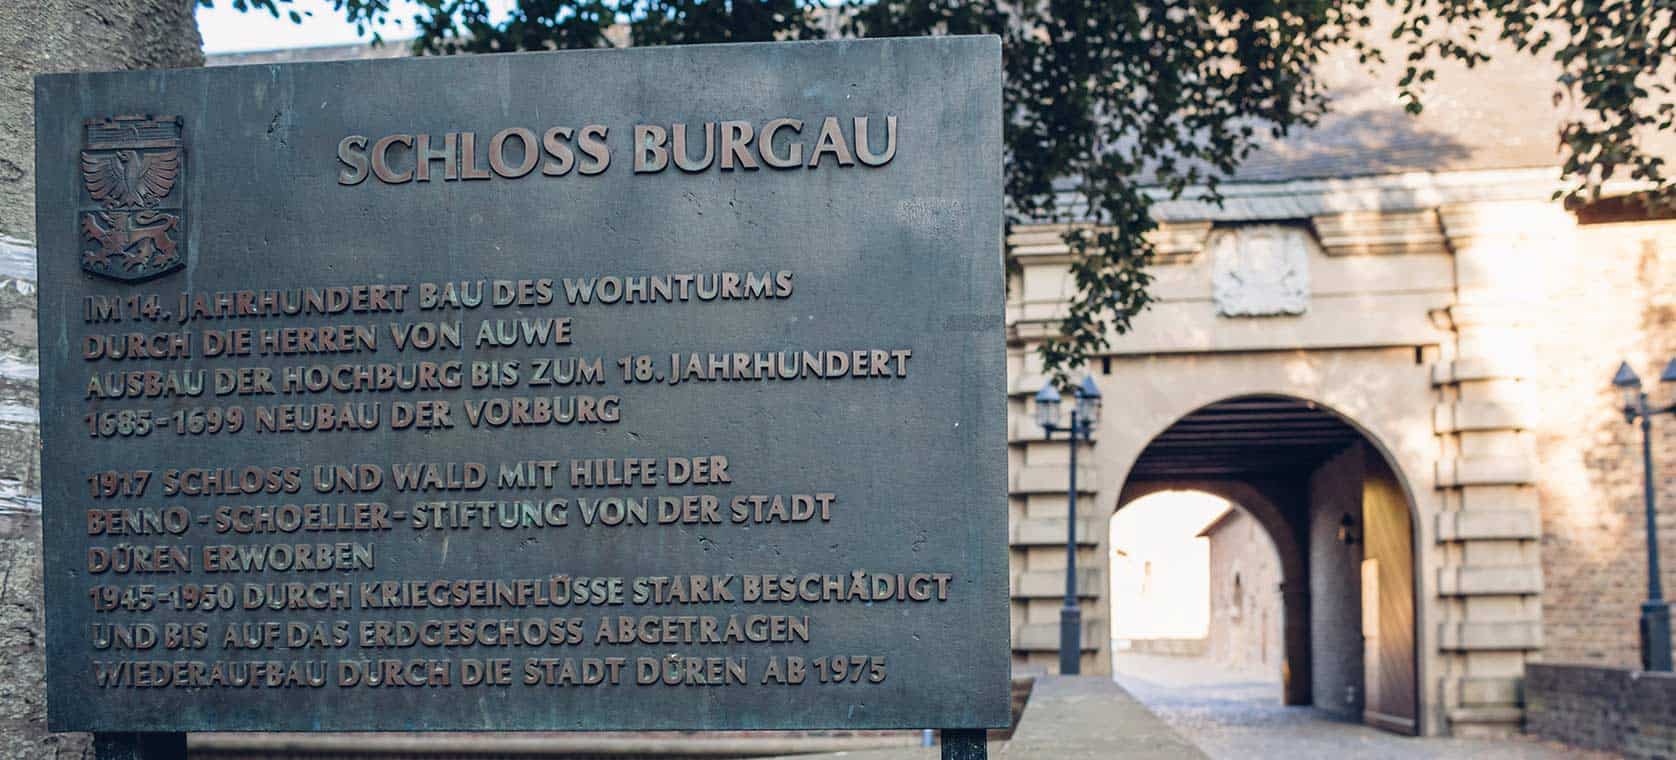 SCHLOSS BURGAU
IM 14. JAHRHUNDERT BAU DES WOHNTURMS
DURCH DIE HERREN VON AUWE
AUSBAU DER HOCHBURG BIS ZUM 18. JAHRHUNDERT
1685-1699 NEUBAU DER VORBURG
1917 SCHLOSS UND WALD MIT HILFE DER
BENNO-SCHOELLER-STIFTUNG VON DER STADT
DÜREN ERWORBEN
1945-1950 DURCH KRIEGSEINFLÜSSE STARK BESCHÄDIGT
UND BIS AUF DAS ERDGESCHOSS ABGETRAGEN
WIEDERAUFBAU DURCH DIE STADT DÜREN AB 1975